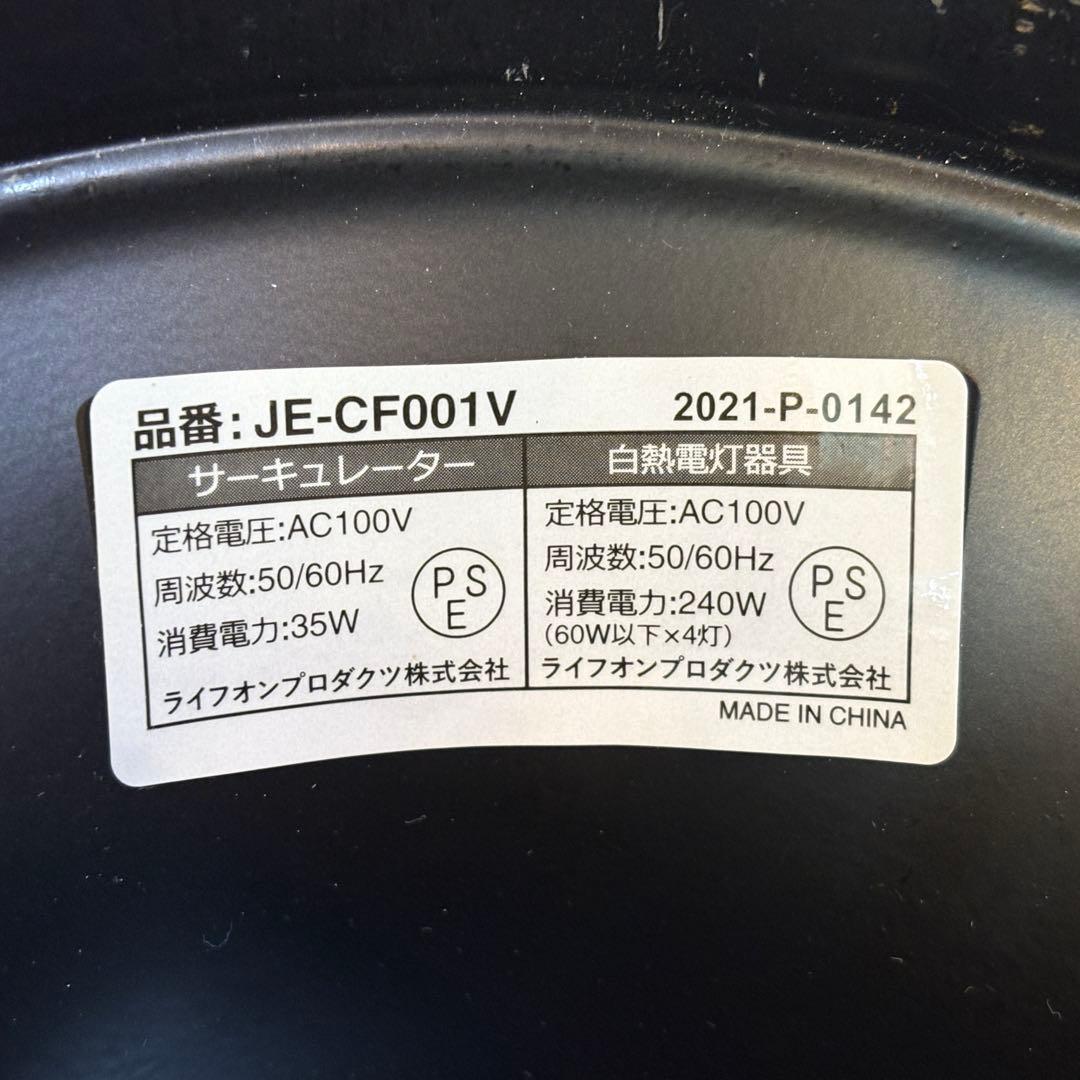 品番: JE-CF001V 2021-P-0142
サーキュレーター
定格電圧:AC100V
周波数:50/60Hz
消費電力:35W
PSE
ライフオンプロダクツ株式会社
白熱電灯器具
定格電圧:AC100V
周波数:50/60Hz
消費電力:240W
(60W以下×4灯)
PSE
ライフオンプロダクツ株式会社
MADE IN CHINA